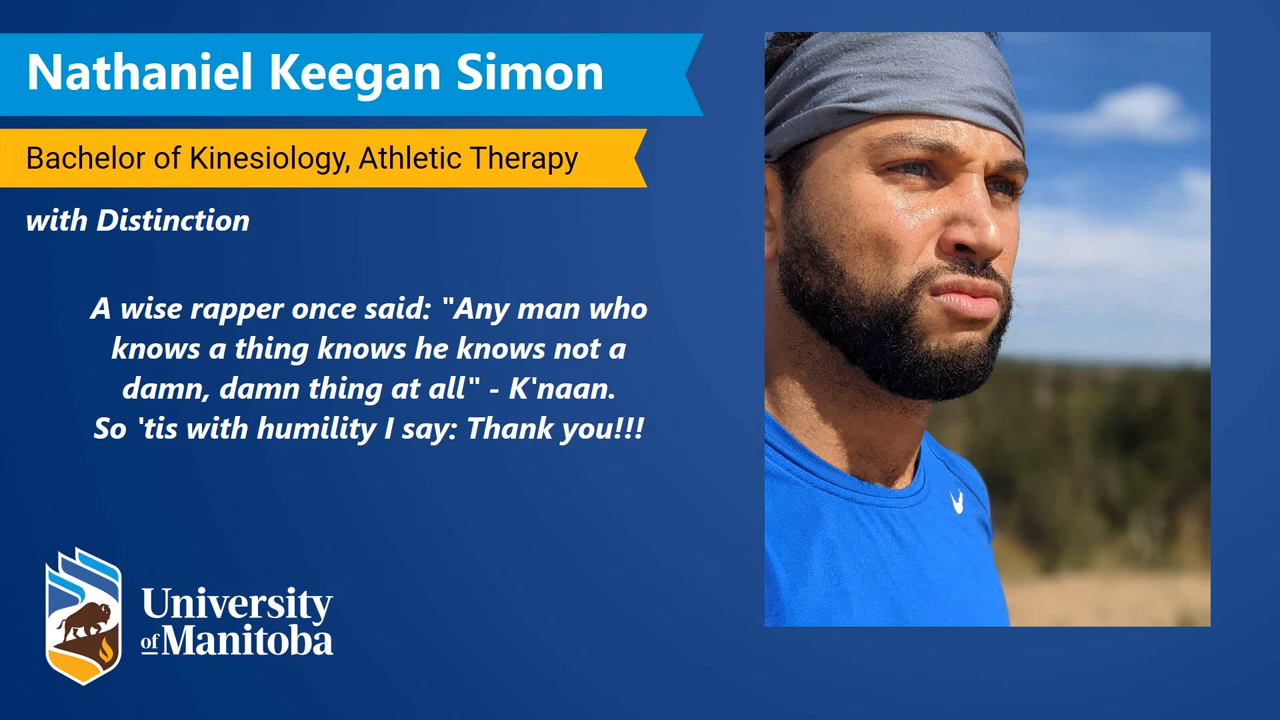 Nathaniel Keegan Simon
Bachelor of Kinesiology, Athletic Therapy
with Distinction
A wise rapper once said: "Any man who
knows a thing knows he knows not a
damn, damn thing at all" - K'naan.
So 'tis with humility I say: Thank you!!!
University
of Manitoba